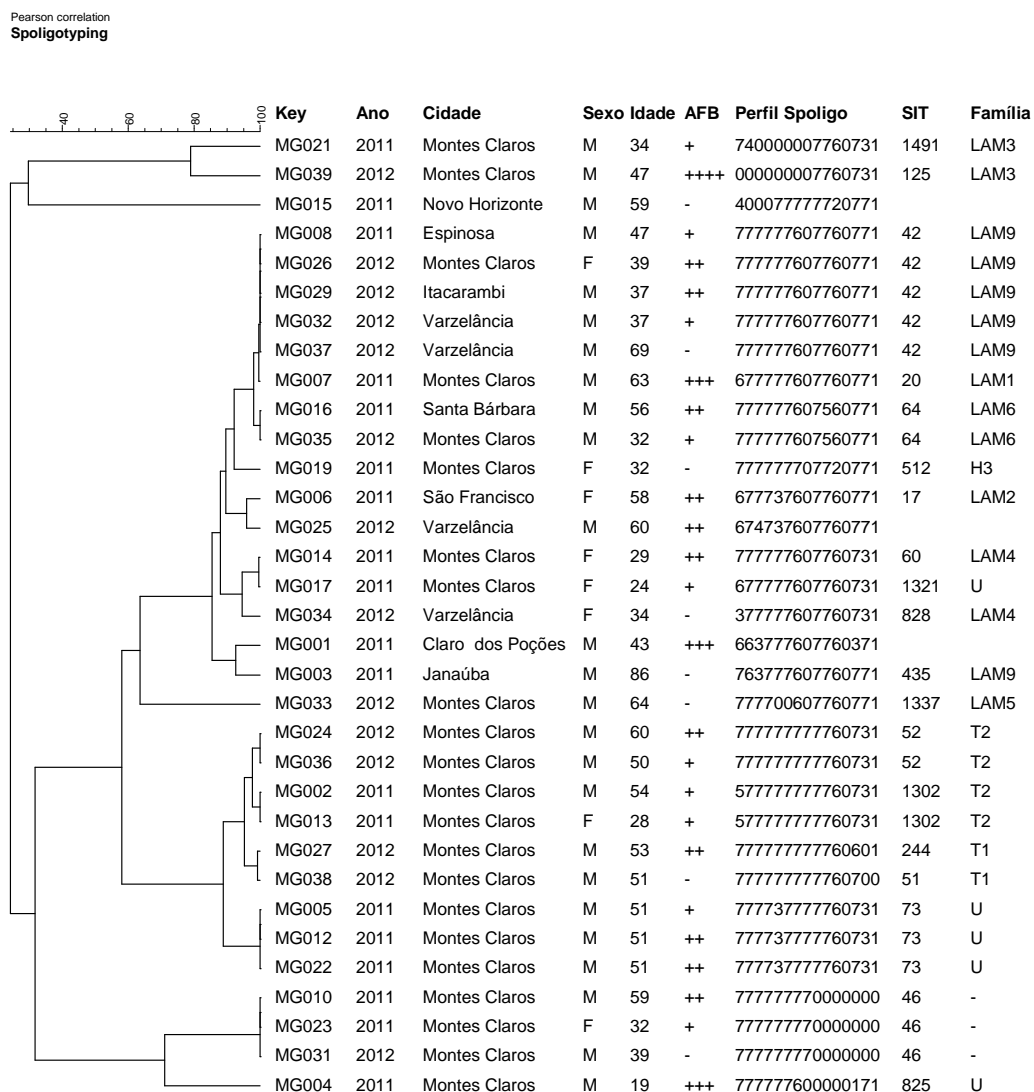 Pearson correlation
Spoligotyping
40 60 80 100
Key Ano Cidade Sexo Idade AFB Perfil Spoligo SIT Família
MG021 2011 Montes Claros M 34 + 740000007760731 1491 LAM3
MG039 2012 Montes Claros M 47 ++++ 000000007760731 125 LAM3
MG015 2011 Novo Horizonte M 59 - 400077777720771
MG008 2011 Espinosa M 47 + 777777607760771 42 LAM9
MG026 2012 Montes Claros F 39 ++ 777777607760771 42 LAM9
MG029 2012 Itacarambi M 37 ++ 777777607760771 42 LAM9
MG032 2012 Varzelância M 37 + 777777607760771 42 LAM9
MG037 2012 Varzelância M 69 - 777777607760771 42 LAM9
MG007 2011 Montes Claros M 63 +++ 677777607760771 20 LAM1
MG016 2011 Santa Bárbara M 56 ++ 777777607560771 64 LAM6
MG035 2012 Montes Claros M 32 + 777777607560771 64 LAM6
MG019 2011 Montes Claros F 32 - 777777707720771 512 H3
MG006 2011 São Francisco F 58 ++ 677737607760771 17 LAM2
MG025 2012 Varzelância M 60 ++ 674737607760771
MG014 2011 Montes Claros F 29 ++ 777777607760731 60 LAM4
MG017 2011 Montes Claros F 24 + 677777607760731 1321 U
MG034 2012 Varzelância F 34 - 377777607760731 828 LAM4
MG001 2011 Claro dos Poções M 43 +++ 663777607760371
MG003 2011 Janaúba M 86 - 763777607760771 435 LAM9
MG033 2012 Montes Claros M 64 - 777700607760771 1337 LAM5
MG024 2012 Montes Claros M 60 ++ 777777777760731 52 T2
MG036 2012 Montes Claros M 50 + 777777777760731 52 T2
MG002 2011 Montes Claros M 54 + 577777777760731 1302 T2
MG013 2011 Montes Claros F 28 + 577777777760731 1302 T2
MG027 2012 Montes Claros M 53 ++ 777777777760601 244 T1
MG038 2012 Montes Claros M 51 - 777777777760700 51 T1
MG005 2011 Montes Claros M 51 + 777737777760731 73 U
MG012 2011 Montes Claros M 51 ++ 777737777760731 73 U
MG022 2011 Montes Claros M 51 ++ 777737777760731 73 U
MG010 2011 Montes Claros M 59 ++ 777777770000000 46 -
MG023 2011 Montes Claros F 32 + 777777770000000 46 -
MG031 2012 Montes Claros M 39 - 777777770000000 46 -
MG004 2011 Montes Claros M 19 +++ 777777600000171 825 U